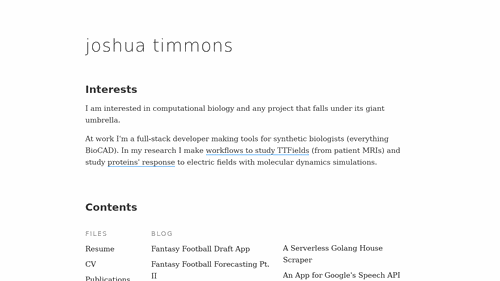 joshua timmons
Interests
I am interested in computational biology and any project that falls under its giant
umbrella.
At work I'm a full-stack developer making tools for synthetic biologists (everything
BioCAD). In my research I make workflows to study TTFields (from patient MRIs) and
study proteins' response to electric fields with molecular dynamics simulations.
Contents
FILES
Resume
CV
Publications
BLOG
Fantasy Football Draft App
Fantasy Football Forecasting Pt.
II
A Serverless Golang House
Scraper
An App for Google's Speech API